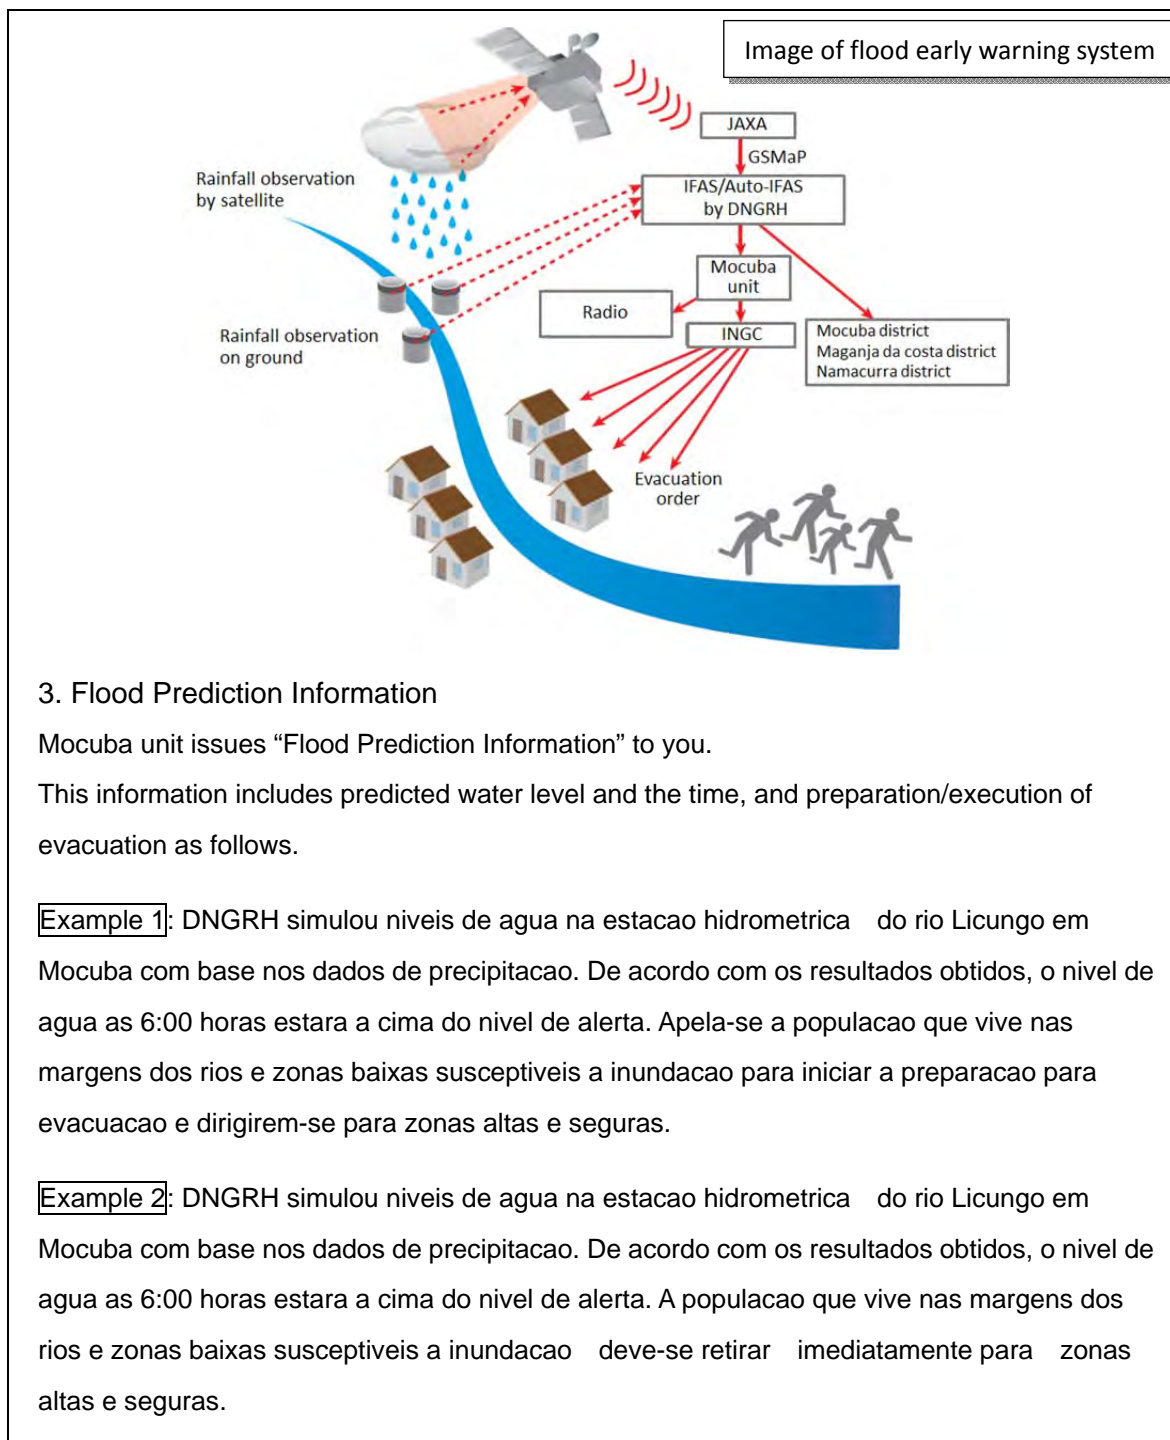 Image of flood early warning system
JAXA
GSMaP
Rainfall observation
by satellite
IFAS/Auto-IFAS
by DNGRH
Mocuba
unit
Radio
INGC
Mocuba district
Maganja da costa district
Namacurra district
Rainfall observation
on ground
Evacuation
order
3. Flood Prediction Information
Mocuba unit issues “Flood Prediction Information” to you.
This information includes predicted water level and the time, and preparation/execution of
evacuation as follows.
Example 1: DNGRH simulou niveis de agua na estacao hidrometrica do rio Licungo em
Mocuba com base nos dados de precipitacao. De acordo com os resultados obtidos, o nivel de
agua as 6:00 horas estara a cima do nivel de alerta. Apela-se a populacao que vive nas
margens dos rios e zonas baixas susceptiveis a inundacao para iniciar a preparacao para
evacuacao e dirigirem-se para zonas altas e seguras.
Example 2: DNGRH simulou niveis de agua na estacao hidrometrica do rio Licungo em
Mocuba com base nos dados de precipitacao. De acordo com os resultados obtidos, o nivel de
agua as 6:00 horas estara a cima do nivel de alerta. A populacao que vive nas margens dos
rios e zonas baixas susceptiveis a inundacao deve-se retirar imediatamente para zonas
altas e seguras.